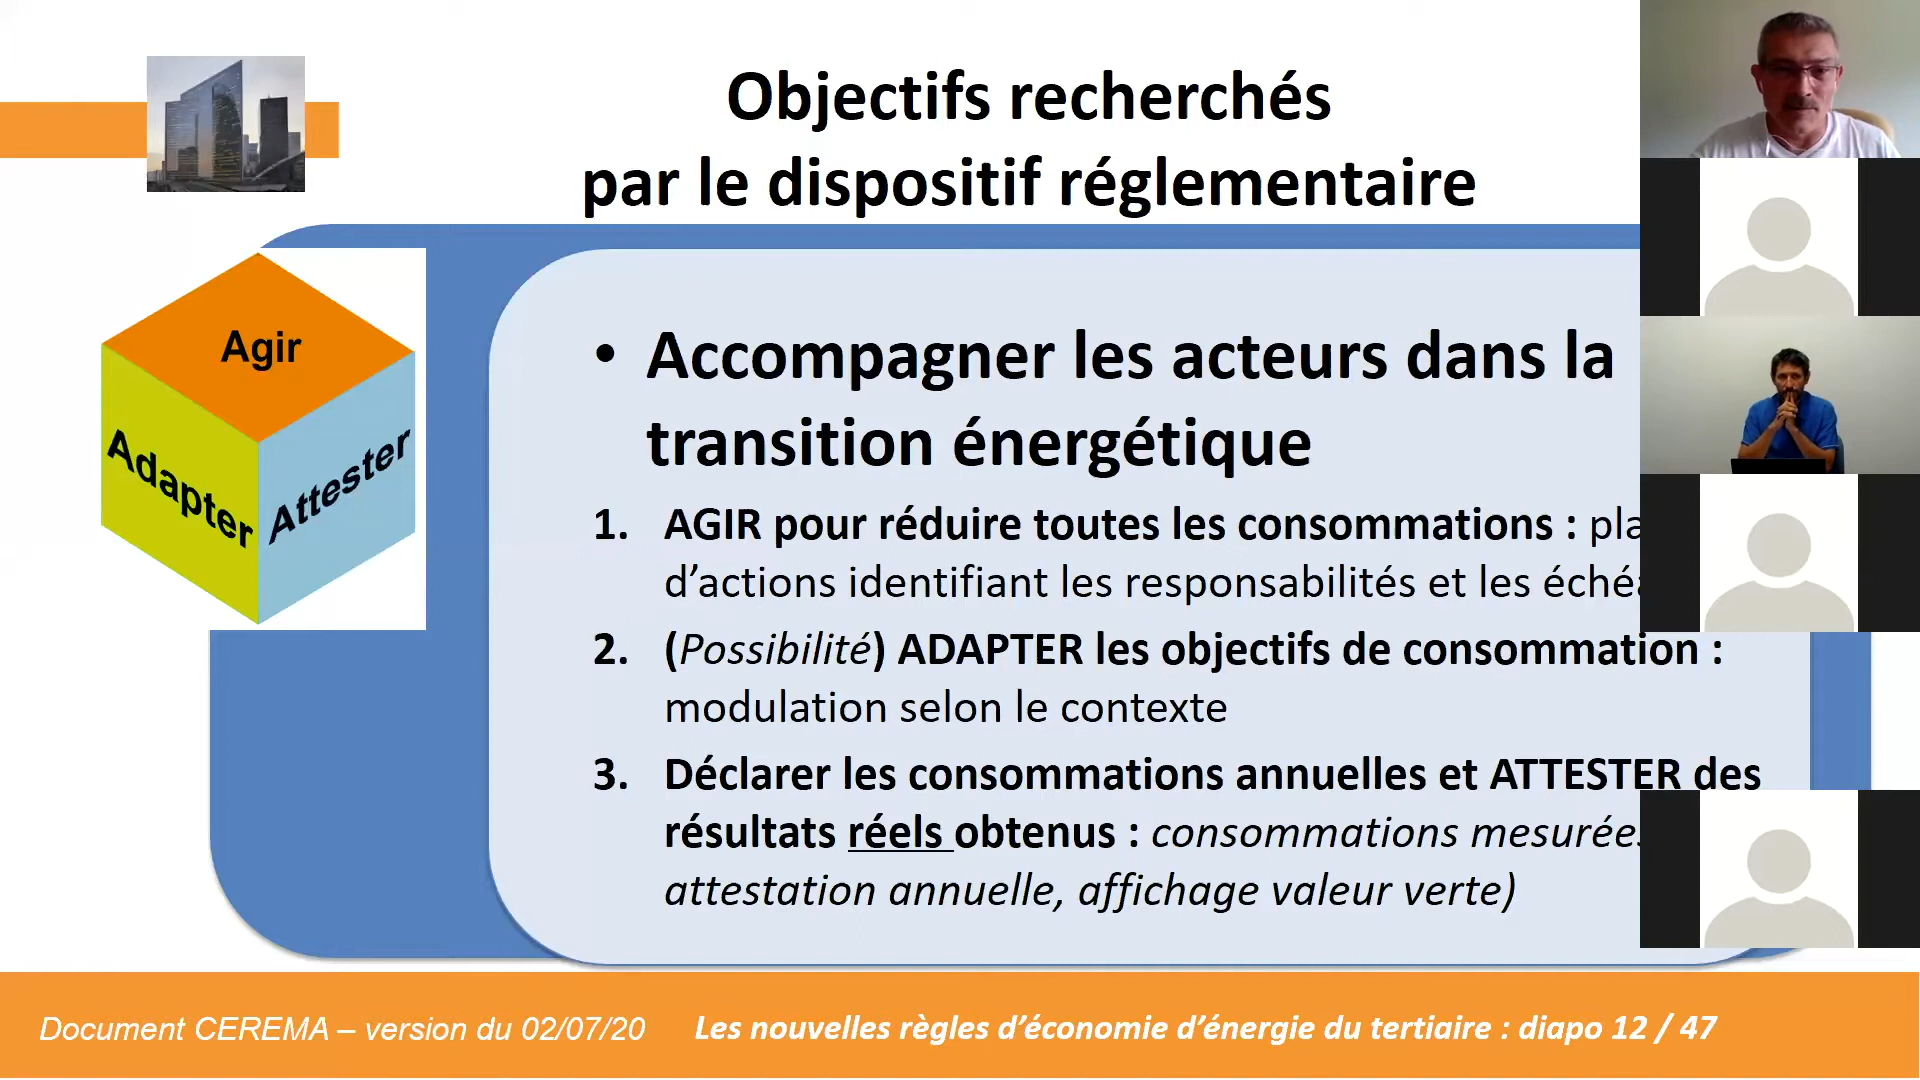 Objectifs recherchés
par le dispositif réglementaire
Agir
Adapter
Attester
• Accompagner les acteurs dans la
transition énergétique
1. AGIR pour réduire toutes les consommations :
d’actions identifiant les responsabilités et les
2. (Possibilité) ADAPTER les objectifs de consommation :
modulation selon le contexte
3. Déclarer les consommations annuelles et ATTESTER des
résultats réels obtenus : consommations mesurées
attestation annuelle, affichage valeur verte)
Document CEREMA – version du 02/07/20
Les nouvelles règles d’économie d’énergie du tertiaire : diapo 12 / 47